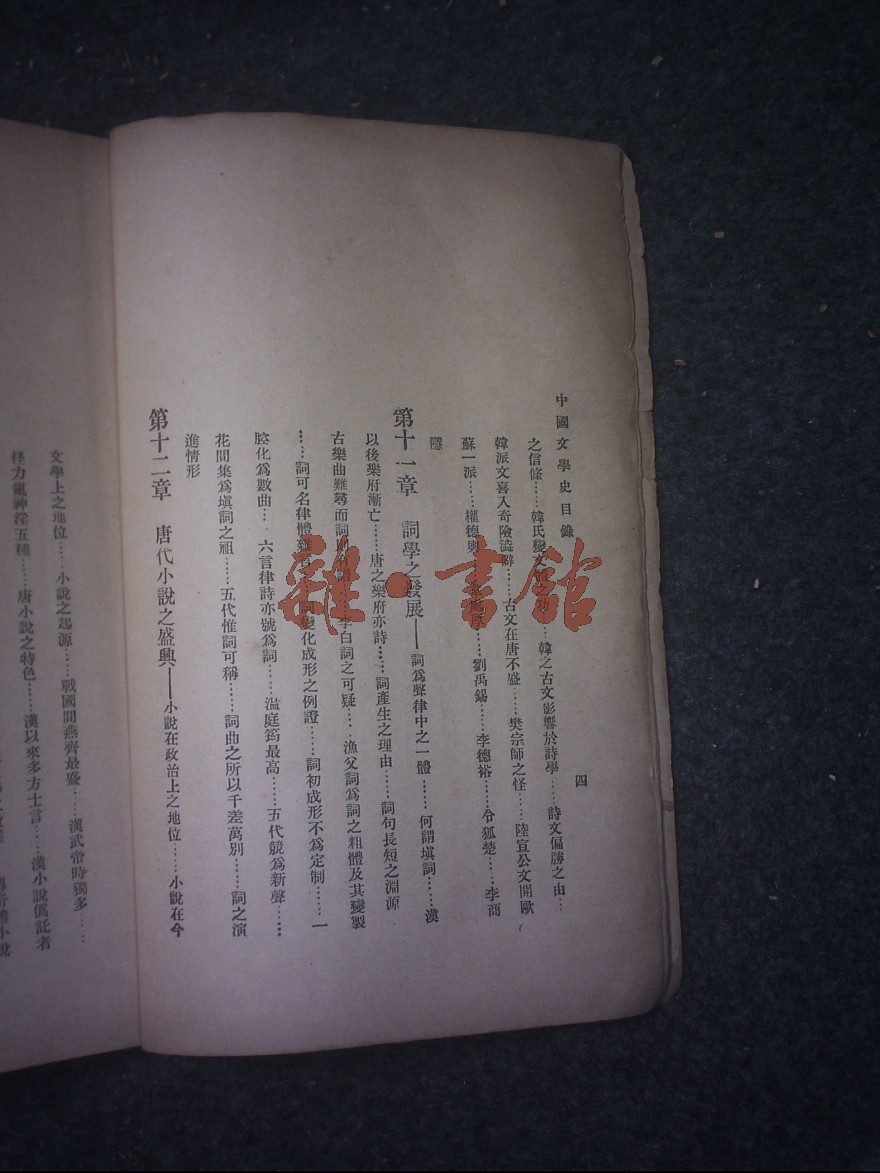 中國文學史目錄
四
之信條……韓氏變文
韓之古文影響於詩學……詩文偏勝之由…
韓派文喜入奇險澁僻……古文在唐不盛……樊宗師之怪……陸宣公文開歐
蘇一派……權德輿……劉禹錫……李德裕……令狐楚……李商
隱
第十一章 詞學之發展——詞爲聲律中之一體……何謂塡詞……漢
以後樂府漸亡……唐之樂府亦詩……詞產生之理由……詞句長短之淵源
古樂曲難尋而詞則……李白詞之可疑……漁父詞爲詞之粗體及其變製
……詞可名律體……變化成形之例證……詞初成形不爲定制……一
腔化爲數曲…六言律詩亦號爲詞……溫庭筠最高……五代競爲新聲……
花間集爲塡詞之祖……五代惟詞可稱……詞曲之所以千差萬別……詞之演
進情形
第十二章 唐代小說之盛興——小說在政治上之地位……小說在今
文學上之地位……小說之起源……戰國間燕齊最盛……漢武帝時獨多……
怪力亂神淫五種……唐小說之特色……漢以來多方士言……漢小說僞託者
雜·書館